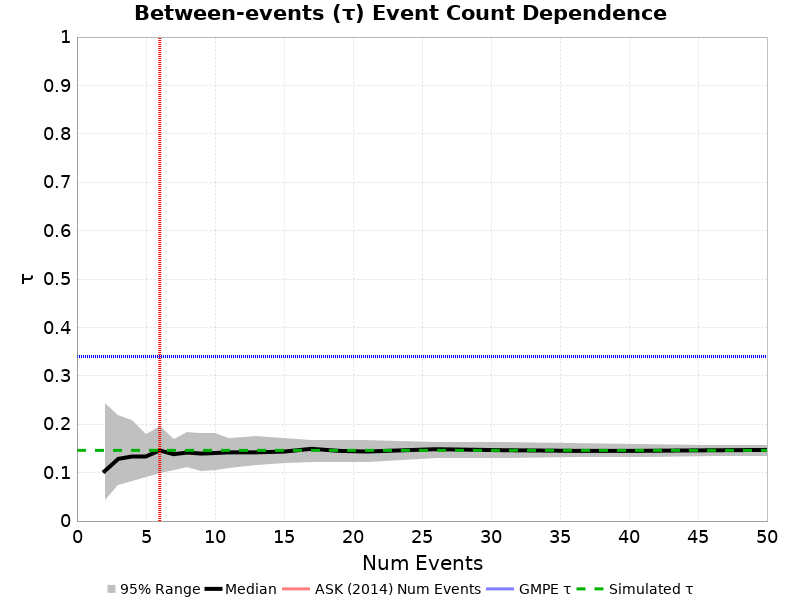 Between-events (τ) Event Count Dependence
1
0.9
0.8
0.7
0.6
0.5
0.4
0.3
0.2
0.1
0
τ
0 5 10 15 20 25 30 35 40 45 50
Num Events
95% Range Median ASK (2014) Num Events GMPE τ Simulated τ